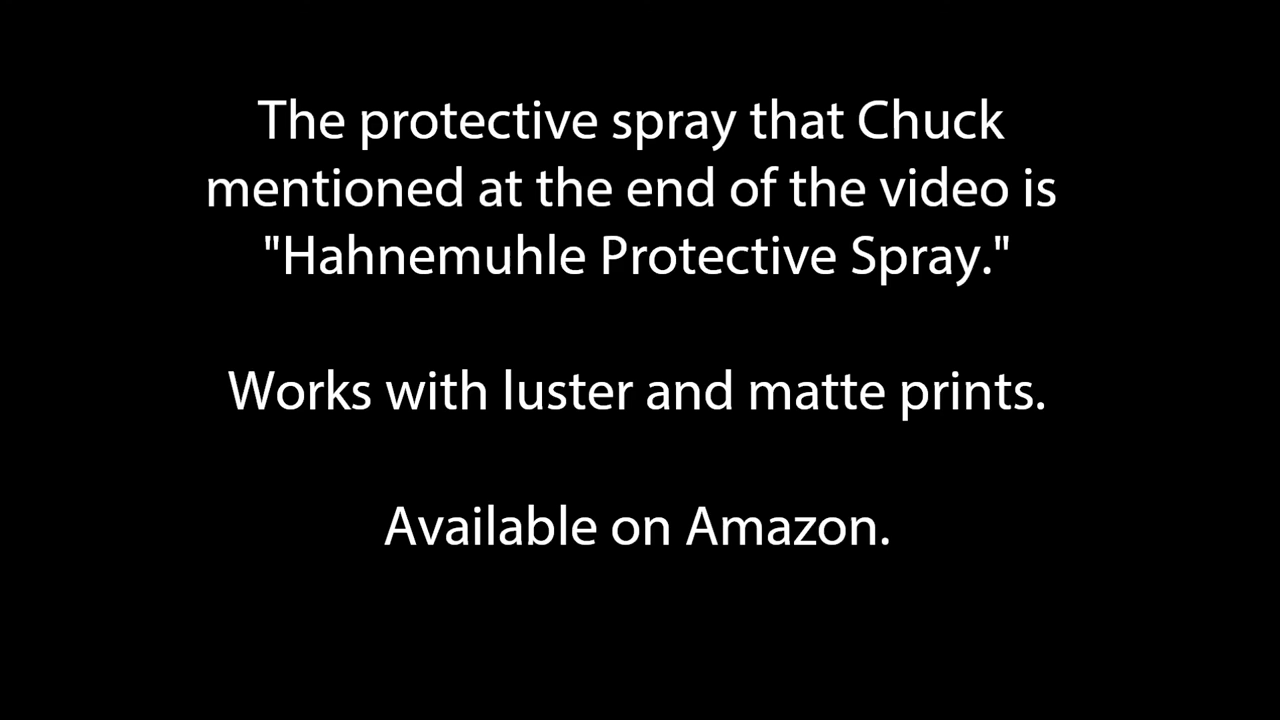 The protective spray that Chuck
mentioned at the end of the video is
"Hahnemuhle Protective Spray."
Works with luster and matte prints.
Available on Amazon.